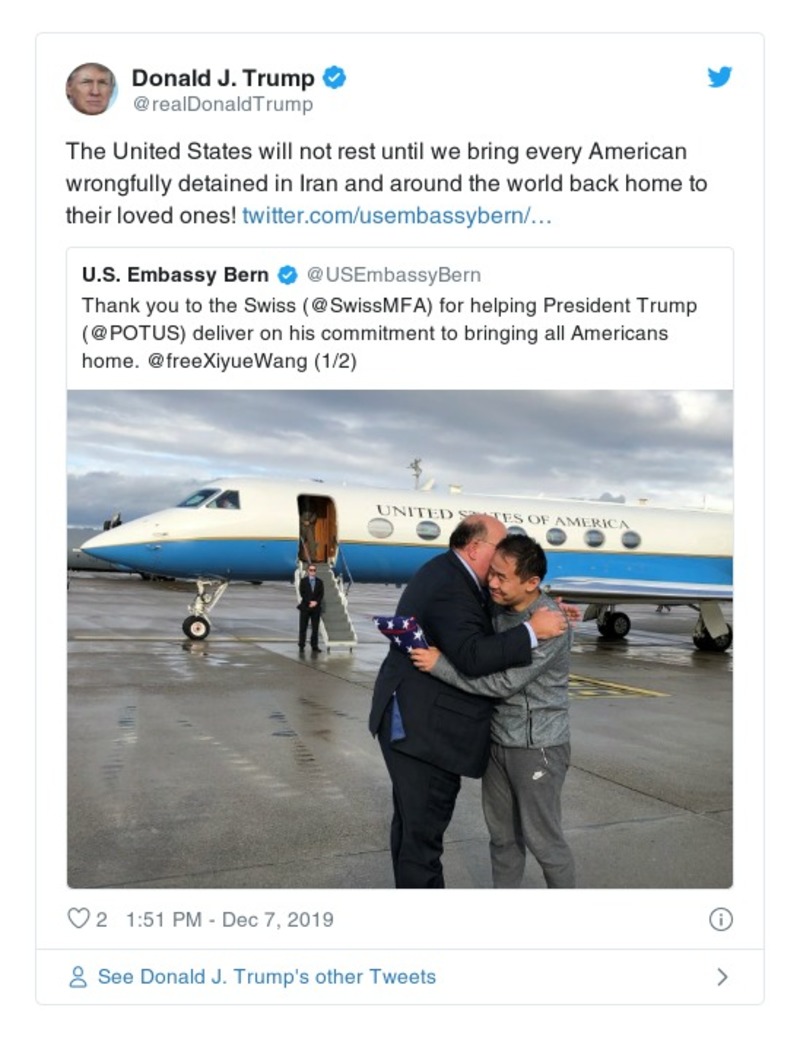 Donald J. Trump
@realDonaldTrump
The United States will not rest until we bring every American
wrongfully detained in Iran and around the world back home to
their loved ones! twitter.com/usembassybern/…
U.S. Embassy Bern @USEmbassyBern
Thank you to the Swiss (@SwissMFA) for helping President Trump
(@POTUS) deliver on his commitment to bringing all Americans
home. @freeXiyueWang (1/2)
UNITED STATES OF AMERICA
2 1:51 PM - Dec 7, 2019
See Donald J. Trump's other Tweets